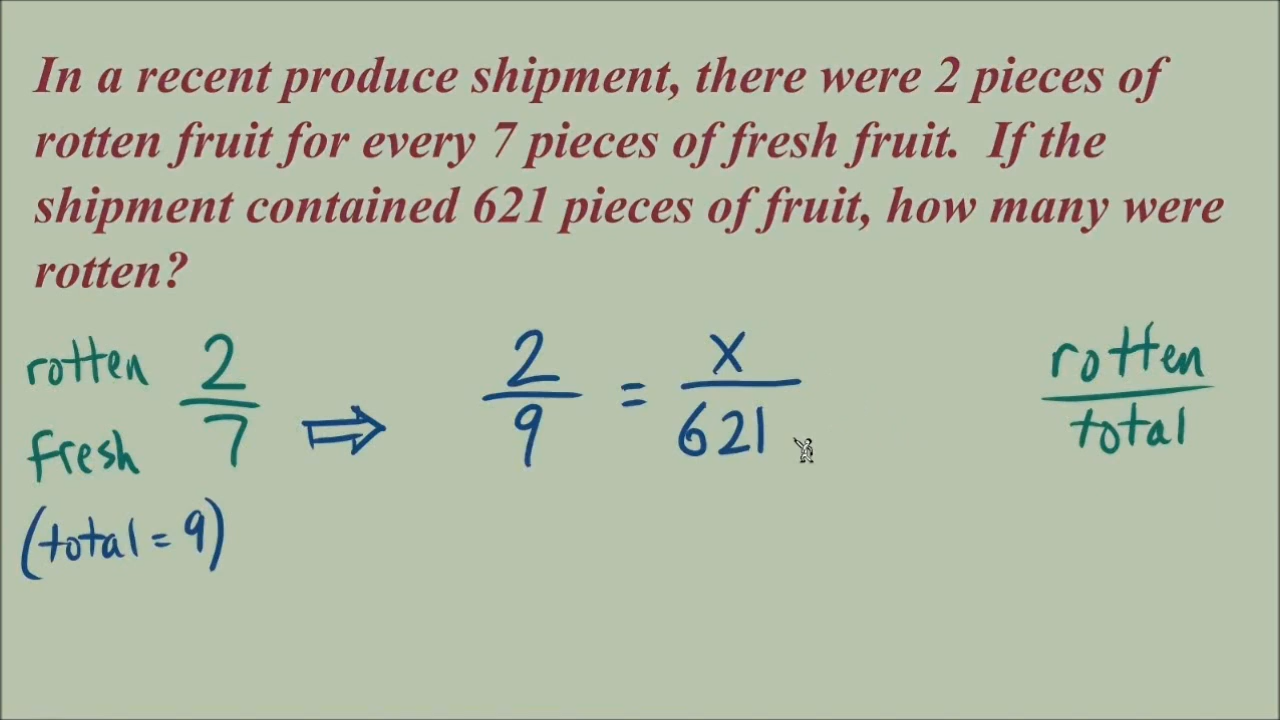 In a recent produce shipment, there were 2 pieces of
rotten fruit for every 7 pieces of fresh fruit. If the
shipment contained 621 pieces of fruit, how many were
rotten?
rotten 2
fresh 7
(total = 9)
⇒
2/9 = x/621
rotten
total